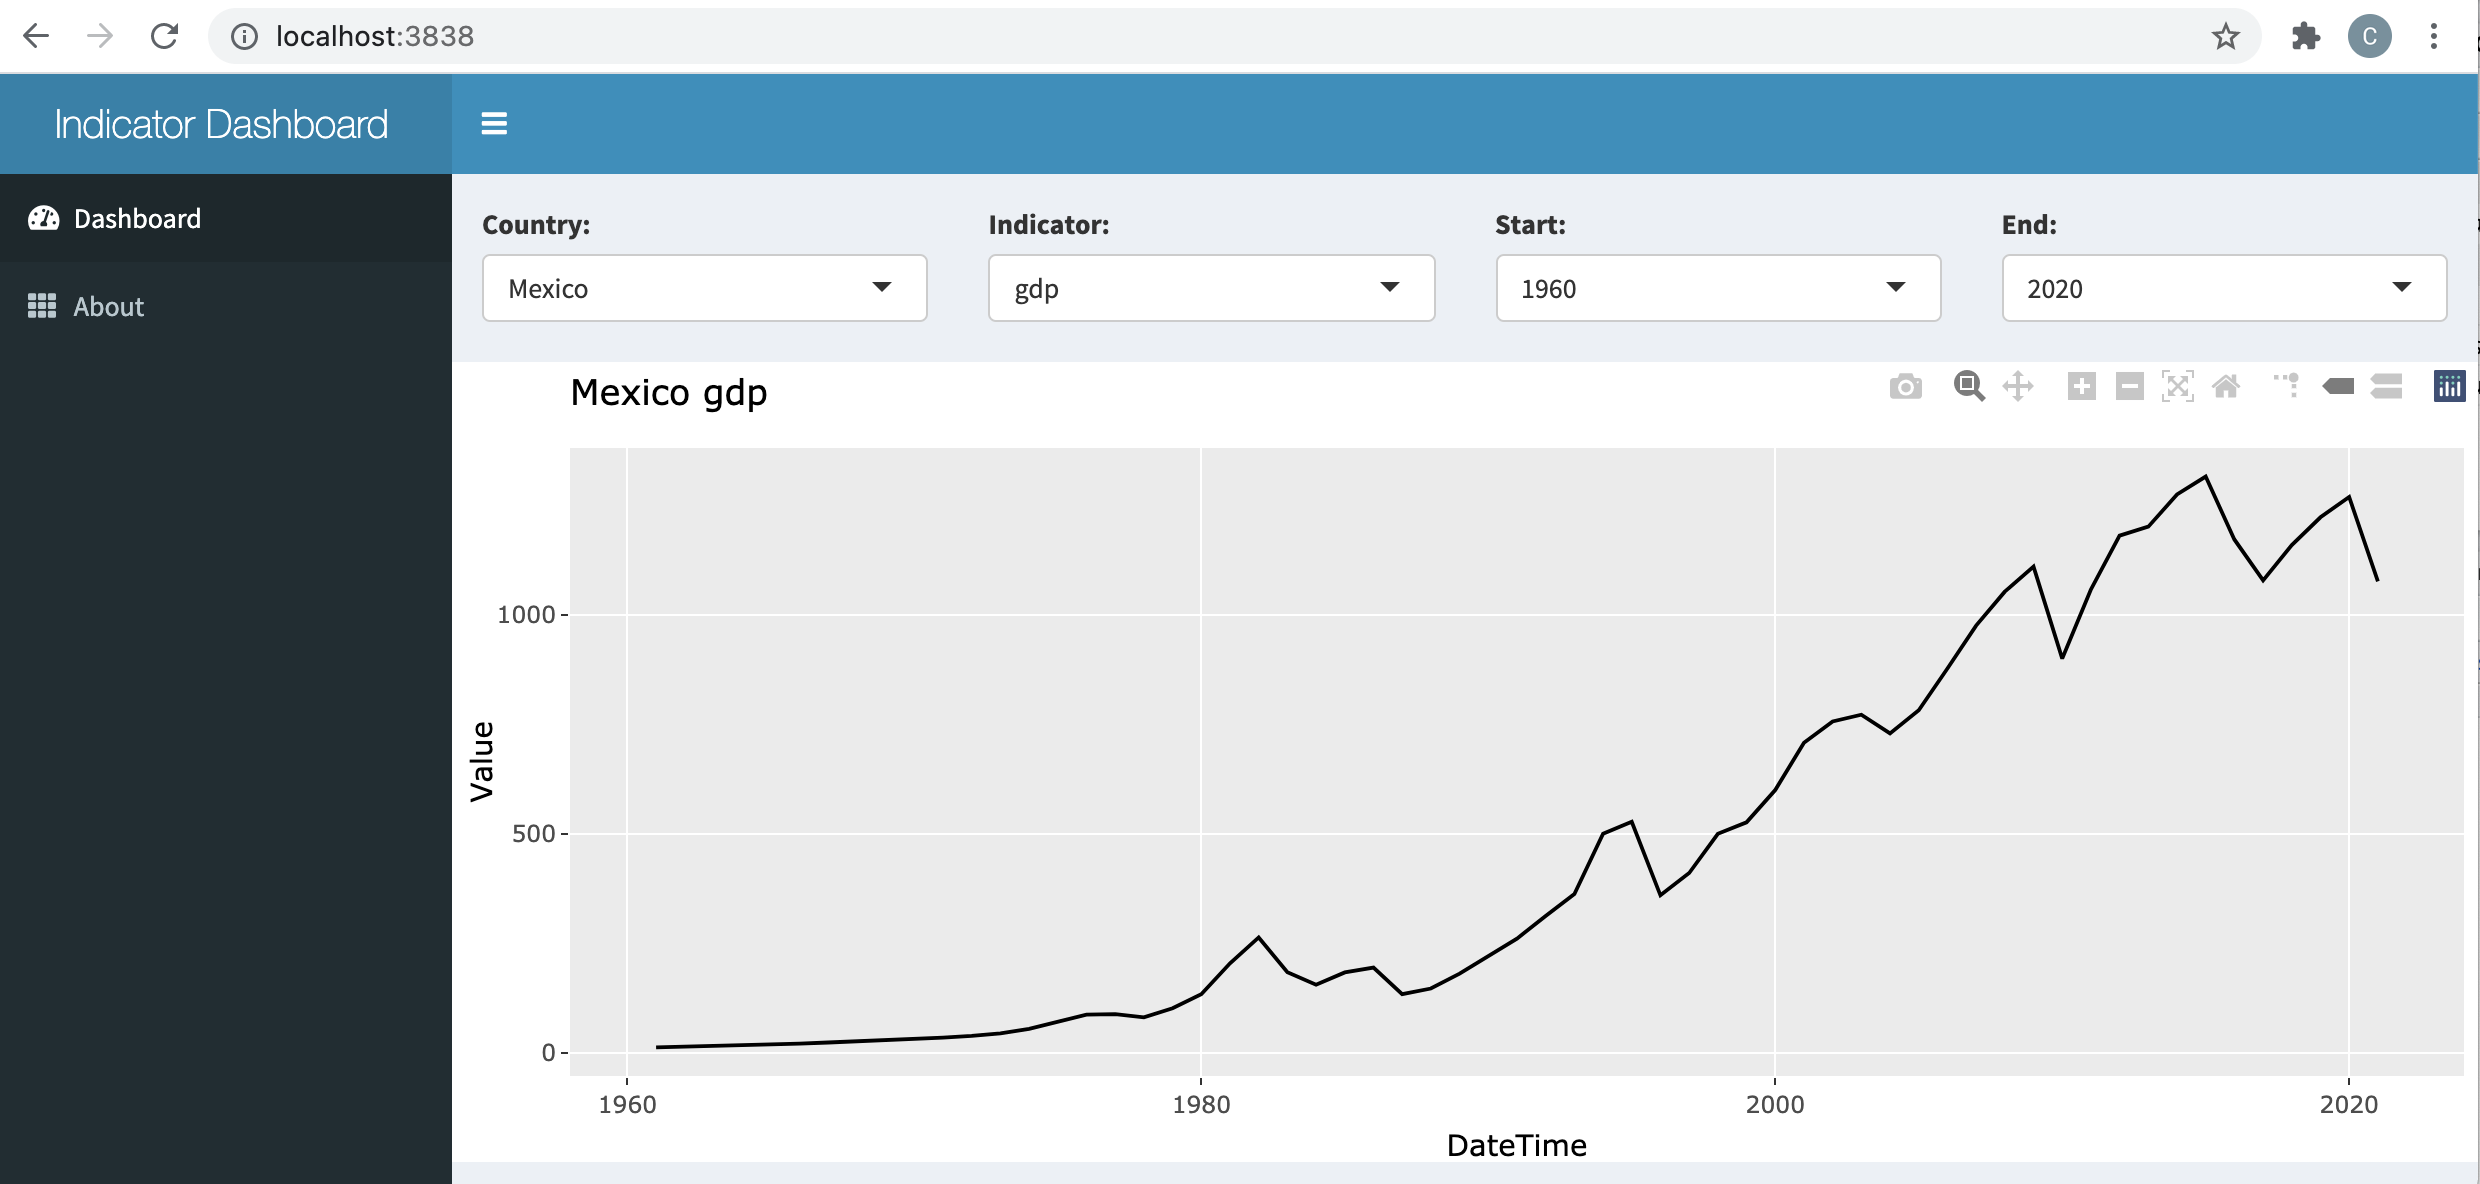 localhost:3838
C
Indicator Dashboard
Dashboard
About
Country:
Indicator:
Start:
End:
Mexico
gdp
1960
2020
Mexico gdp
1000
500
0
Value
1960
1980
2000
2020
DateTime